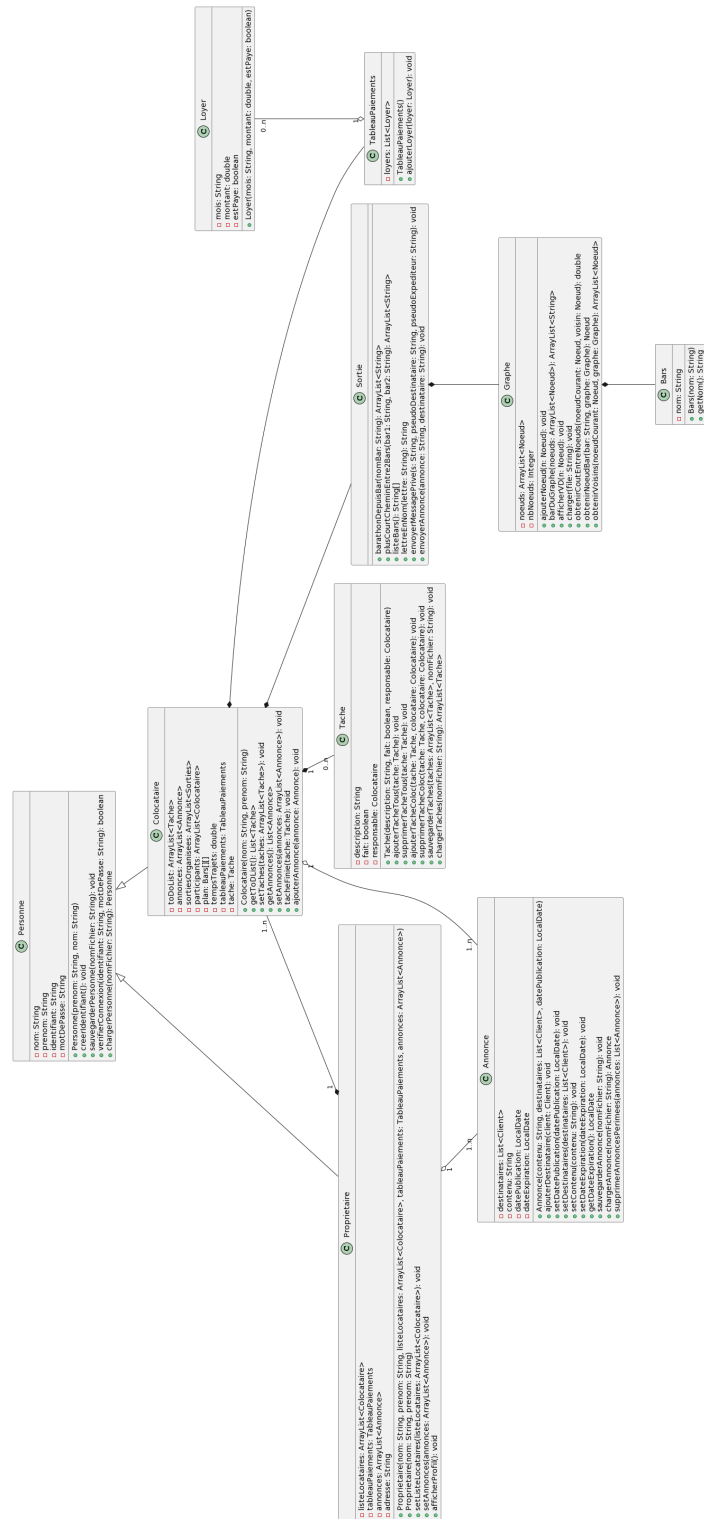 C Personne
nom: String
prenom: String
identifiant: String
motDePasse: String
Personne(prenom: String, nom: String)
creerIdentifiant(): void
sauvegarderPersonne(nomFichier: String): void
verifierConnexion(identifiant: String, motDePasse: String): boolean
chargerPersonne(nomFichier: String): Personne
C Colocataire
toDoList: ArrayList<Tache>
annonces: ArrayList<Annonce>
sortiesOrganisees: ArrayList<Sorties>
participants: ArrayList<Colocataire>
plan: Bars[][]
tempsTrajets: double
tableauPaiements: TableauPaiements
tache: Tache
Colocataire(nom: String, prenom: String)
getToDoList(): List<Tache>
setTaches(taches: ArrayList<Tache>): void
getAnnonces(): List<Annonce>
setAnnonces(annonces: ArrayList<Annonce>): void
tacheFinie(tache: Tache): void
ajouterAnnonce(annonce: Annonce): void
C Loyer
mois: String
montant: double
estPaye: boolean
Loyer(mois: String, montant: double, estPaye: boolean)
0..n
1
C TableauPaiements
loyers: List<Loyer>
TableauPaiements()
ajouterLoyer(loyer: Loyer): void
C Sortie
barathonDepuisBar(nomBar: String): ArrayList<String>
plusCourtCheminEntre2Bars(bar1: String, bar2: String): ArrayList<String>
listeBars(): String[]
lettreEnNom(lettre: String): String
envoyerMessagePrive(s: String, pseudoDestinataire: String, pseudoExpediteur: String): void
envoyerAnnonce(annonce: String, destinataire: String): void
1
0..n
C Tache
description: String
fait: boolean
responsable: Colocataire
Tache(description: String, fait: boolean, responsable: Colocataire)
ajouterTacheTous(tache: Tache): void
supprimerTacheTous(tache: Tache): void
ajouterTacheColoc(tache: Tache, colocataire: Colocataire): void
supprimerTacheColoc(tache: Tache, colocataire: Colocataire): void
sauvegarderTaches(taches: ArrayList<Tache>, nomFichier: String): void
chargerTaches(nomFichier: String): ArrayList<Tache>
1..n
1
C Proprietaire
listeLocataires: ArrayList<Colocataire>
tableauPaiements: TableauPaiements
annonces: ArrayList<Annonce>
adresse: String
Proprietaire(nom: String, prenom: String, listeLocataires: ArrayList<Colocataire>, tableauPaiements: TableauPaiements, annonces: ArrayList<Annonce>)
Proprietaire(nom: String, prenom: String)
setListeLocataires(listeLocataires: ArrayList<Colocataire>): void
setAnnonces(annonces: ArrayList<Annonce>): void
afficherProfil(): void
1
1..n
1
1..n
C Annonce
destinataires: List<Client>
contenu: String
datePublication: LocalDate
dateExpiration: LocalDate
Annonce(contenu: String, destinataires: List<Client>, datePublication: LocalDate)
ajouterDestinataire(client: Client): void
setDatePublication(datePublication: LocalDate): void
setDestinataires(destinataires: List<Client>): void
setContenu(contenu: String): void
setDateExpiration(dateExpiration: LocalDate): void
getDateExpiration(): LocalDate
sauvegarderAnnonce(nomFichier: String): void
chargerAnnonce(nomFichier: String): Annonce
supprimerAnnoncesPerimees(annonces: List<Annonce>): void
C Graphe
noeuds: ArrayList<Noeud>
nbNoeuds: Integer
ajouterNoeud(n: Noeud): void
barDuGraphe(noeuds: ArrayList<Noeud>): ArrayList<String>
afficherVD(n: Noeud): void
charger(file: String): void
obtenirCoutEntreNoeuds(noeudCourant: Noeud, voisin: Noeud): double
obtenirNoeudBar(bar: String, graphe: Graphe): Noeud
obtenirVoisins(noeudCourant: Noeud, graphe: Graphe): ArrayList<Noeud>
C Bars
nom: String
Bars(nom: String)
getNom(): String